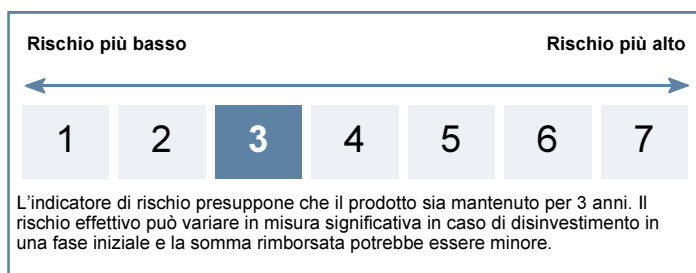 Rischio più basso Rischio più alto
1 2 3 4 5 6 7
L'indicatore di rischio presuppone che il prodotto sia mantenuto per 3 anni. Il
rischio effettivo può variare in misura significativa in caso di disinvestimento in
una fase iniziale e la somma rimborsata potrebbe essere minore.